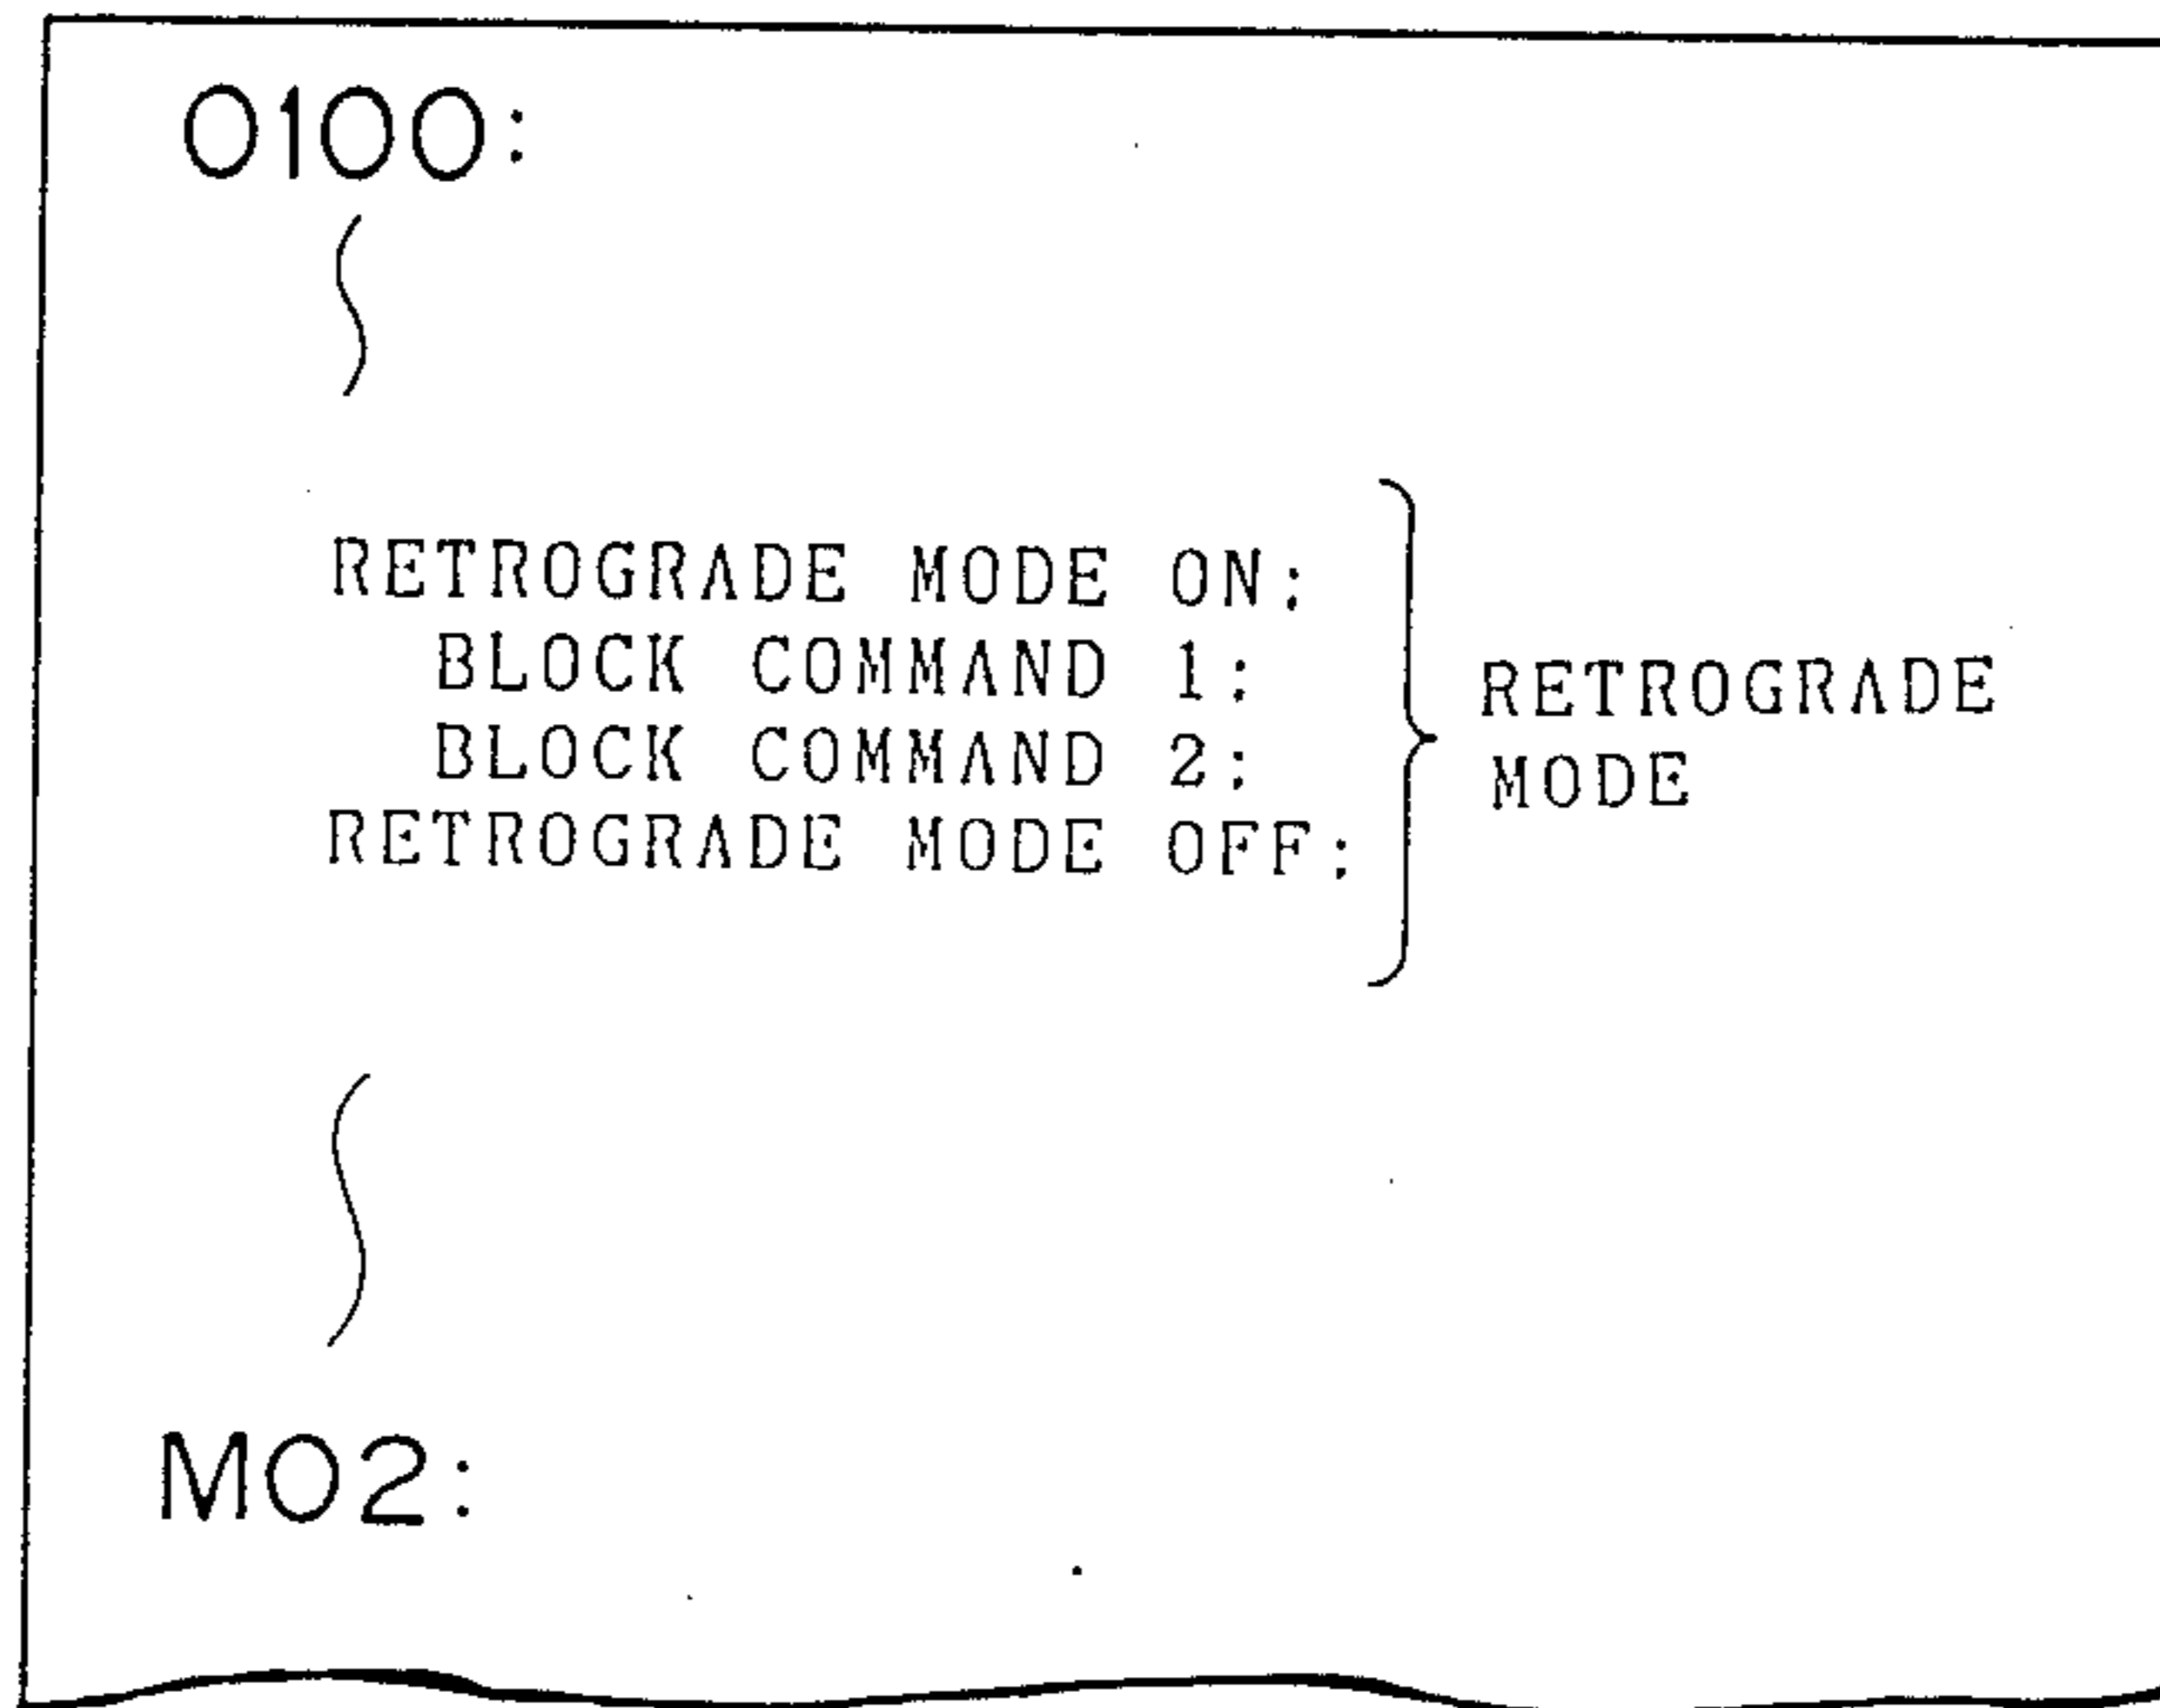 O100:
RETROGRADE MODE ON:
BLOCK COMMAND 1:
BLOCK COMMAND 2:
RETROGRADE MODE OFF:
RETROGRADE
MODE
M02: